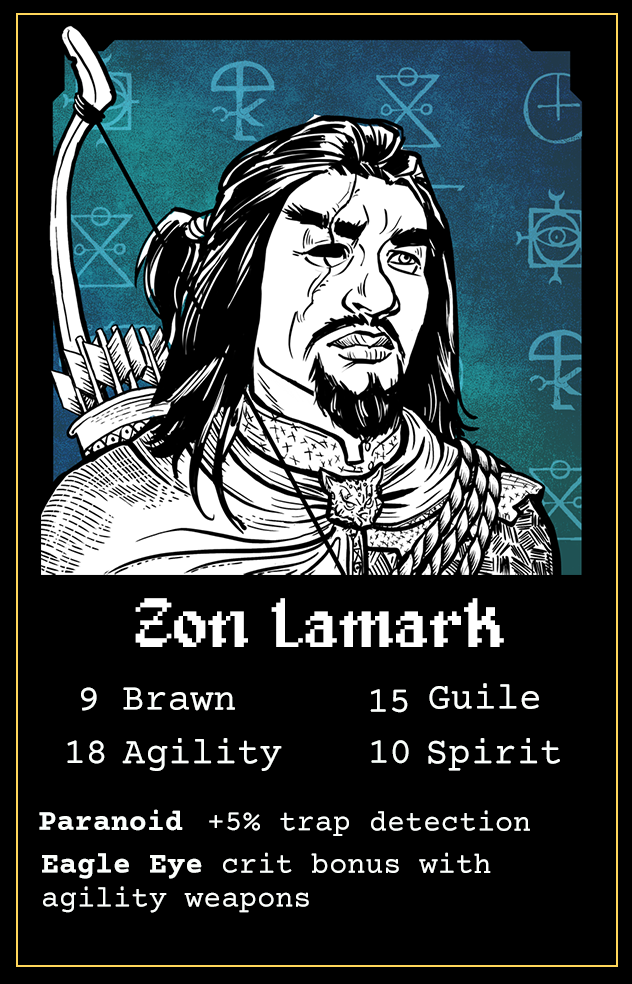 Zon Lamark
9 Brawn 15 Guile
18 Agility 10 Spirit
Paranoid +5% trap detection
Eagle Eye crit bonus with
agility weapons